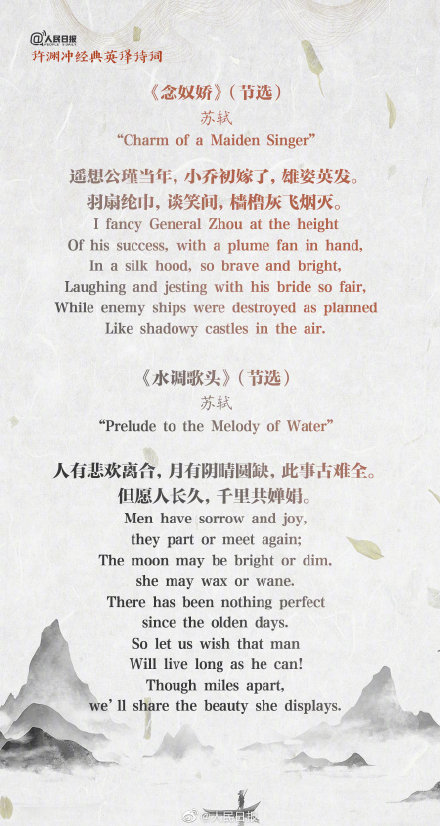 @人民日报
PEOPLE'S DAILY
许渊冲经典英译诗词
《念奴娇》（节选）
苏轼
“Charm of a Maiden Singer”
遥想公瑾当年，小乔初嫁了，雄姿英发。
羽扇纶巾，谈笑间，樯橹灰飞烟灭。
I fancy General Zhou at the height
Of his success, with a plume fan in hand,
In a silk hood, so brave and bright,
Laughing and jesting with his bride so fair,
While enemy ships were destroyed as planned
Like shadowy castles in the air.
《水调歌头》（节选）
苏轼
“Prelude to the Melody of Water”
人有悲欢离合，月有阴晴圆缺，此事古难全。
但愿人长久，千里共婵娟。
Men have sorrow and joy,
they part or meet again;
The moon may be bright or dim.
she may wax or wane.
There has been nothing perfect
since the olden days.
So let us wish that man
Will live long as he can!
Though miles apart,
we’ll share the beauty she displays.
@人民日报